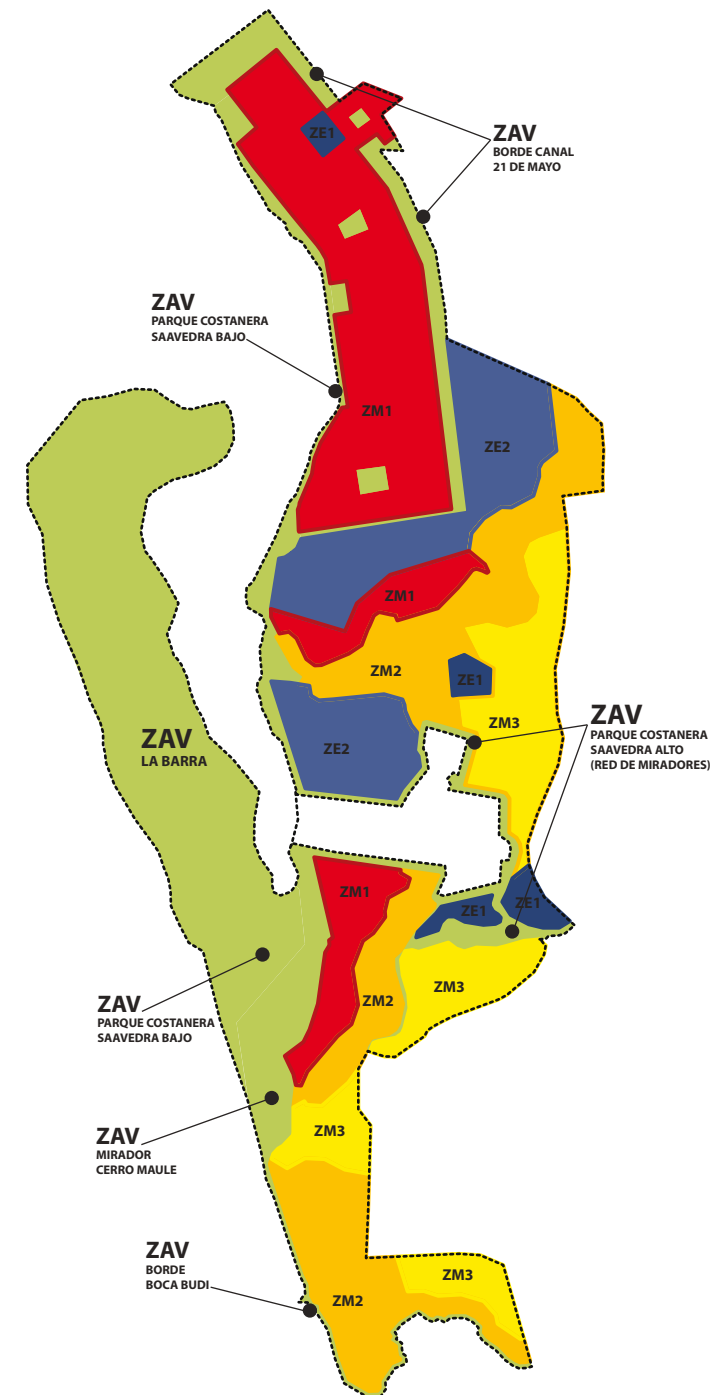 ZE1
ZAV
BORDE CANAL
21 DE MAYO
ZAV
PARQUE COSTANERA
SAAVEDRA BAJO
ZM1
ZE2
ZM1
ZM2
ZE1
ZM3
ZAV
PARQUE COSTANERA
SAAVEDRA ALTO
(RED DE MIRADORES)
ZAV
LA BARRA
ZE2
ZM1
ZE1
ZE1
ZM3
ZM2
ZAV
PARQUE COSTANERA
SAAVEDRA BAJO
ZAV
MIRADOR
CERRO MAULE
ZM3
ZAV
BORDE
BOCA BUDI
ZM3
ZM2